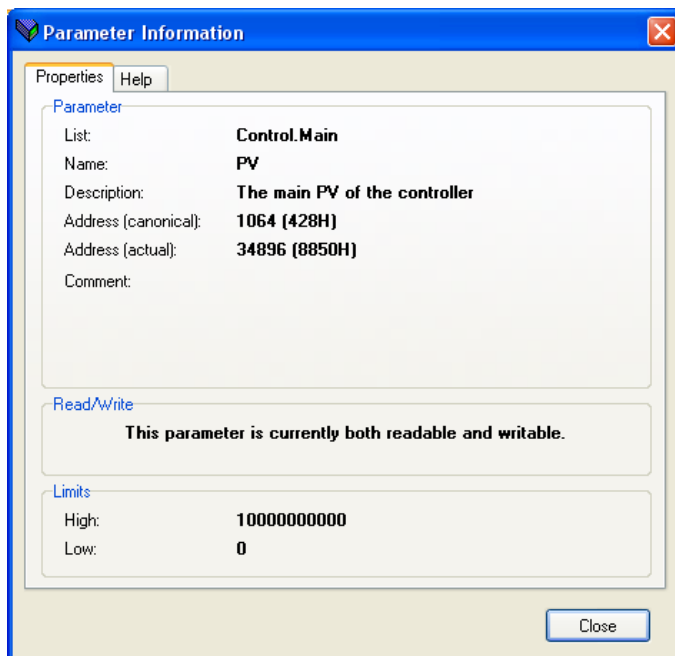 Parameter Information
Properties Help
Parameter
List: Control.Main
Name: PV
Description: The main PV of the controller
Address (canonical): 1064 (428H)
Address (actual): 34896 (8850H)
Comment:
Read/Write
This parameter is currently both readable and writable.
Limits
High: 10000000000
Low: 0
Close